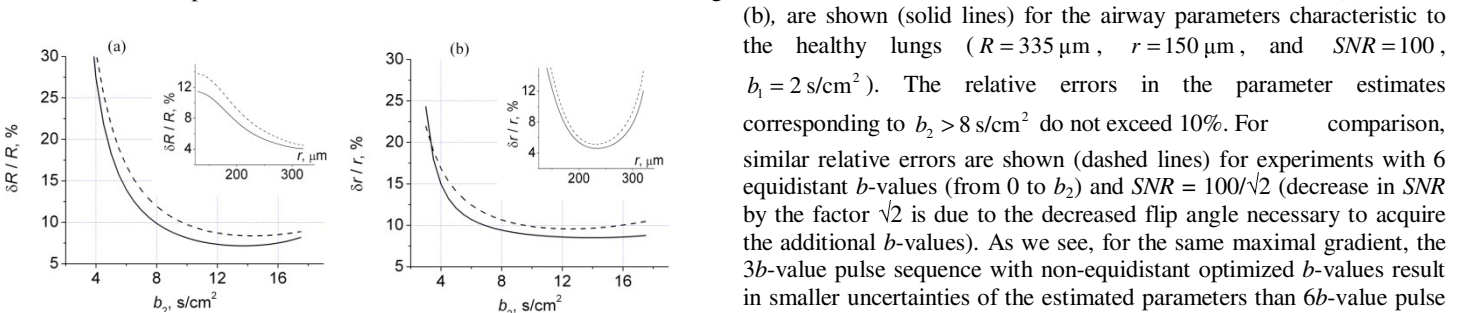 (a)
30
25
20
15
10
5
4 8 12 16
b₂, s/cm²
δR / R, %
12
8
4
200 300
r, μm
δR / R, %
(b)
30
25
20
15
10
5
4 8 12 16
δr / r, %
12
8
4
200 300
r, μm
δr / r, %
(b), are shown (solid lines) for the airway parameters characteristic to
the healthy lungs ( R = 335 μm , r = 150 μm , and SNR = 100 ,
b₁ = 2 s/cm² ). The relative errors in the parameter estimates
corresponding to b₂ > 8 s/cm² do not exceed 10%. For comparison,
similar relative errors are shown (dashed lines) for experiments with 6
equidistant b-values (from 0 to b₂) and SNR = 100/√2 (decrease in SNR
by the factor √2 is due to the decreased flip angle necessary to acquire
the additional b-values). As we see, for the same maximal gradient, the
3b-value pulse sequence with non-equidistant optimized b-values result
in smaller uncertainties of the estimated parameters than 6b-value pulse